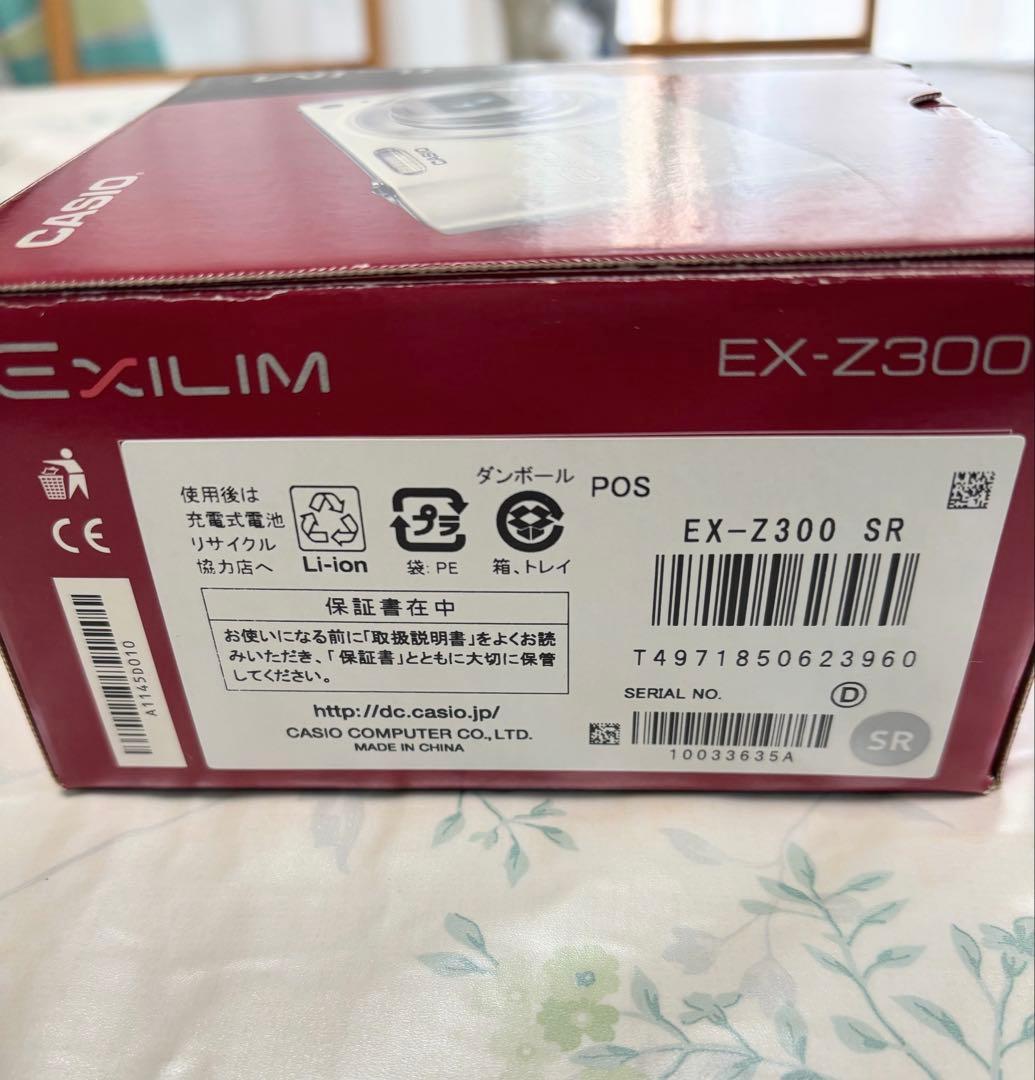 CASIO
CASIO
EXILIM
EX-Z300
使用後は
充電式電池
リサイクル
協力店へ
Li-ion
プラ
袋:PE
ダンボール
箱、トレイ
POS
EX-Z300 SR
T4971850623960
保証書在中
お使いになる前に「取扱説明書」をよくお読
みいただき、「保証書」とともに大切に保管
してください。
http://dc.casio.jp/
CASIO COMPUTER CO.,LTD.
MADE IN CHINA
SERIAL NO.
D
10033635A
SR
CE
A1145D010